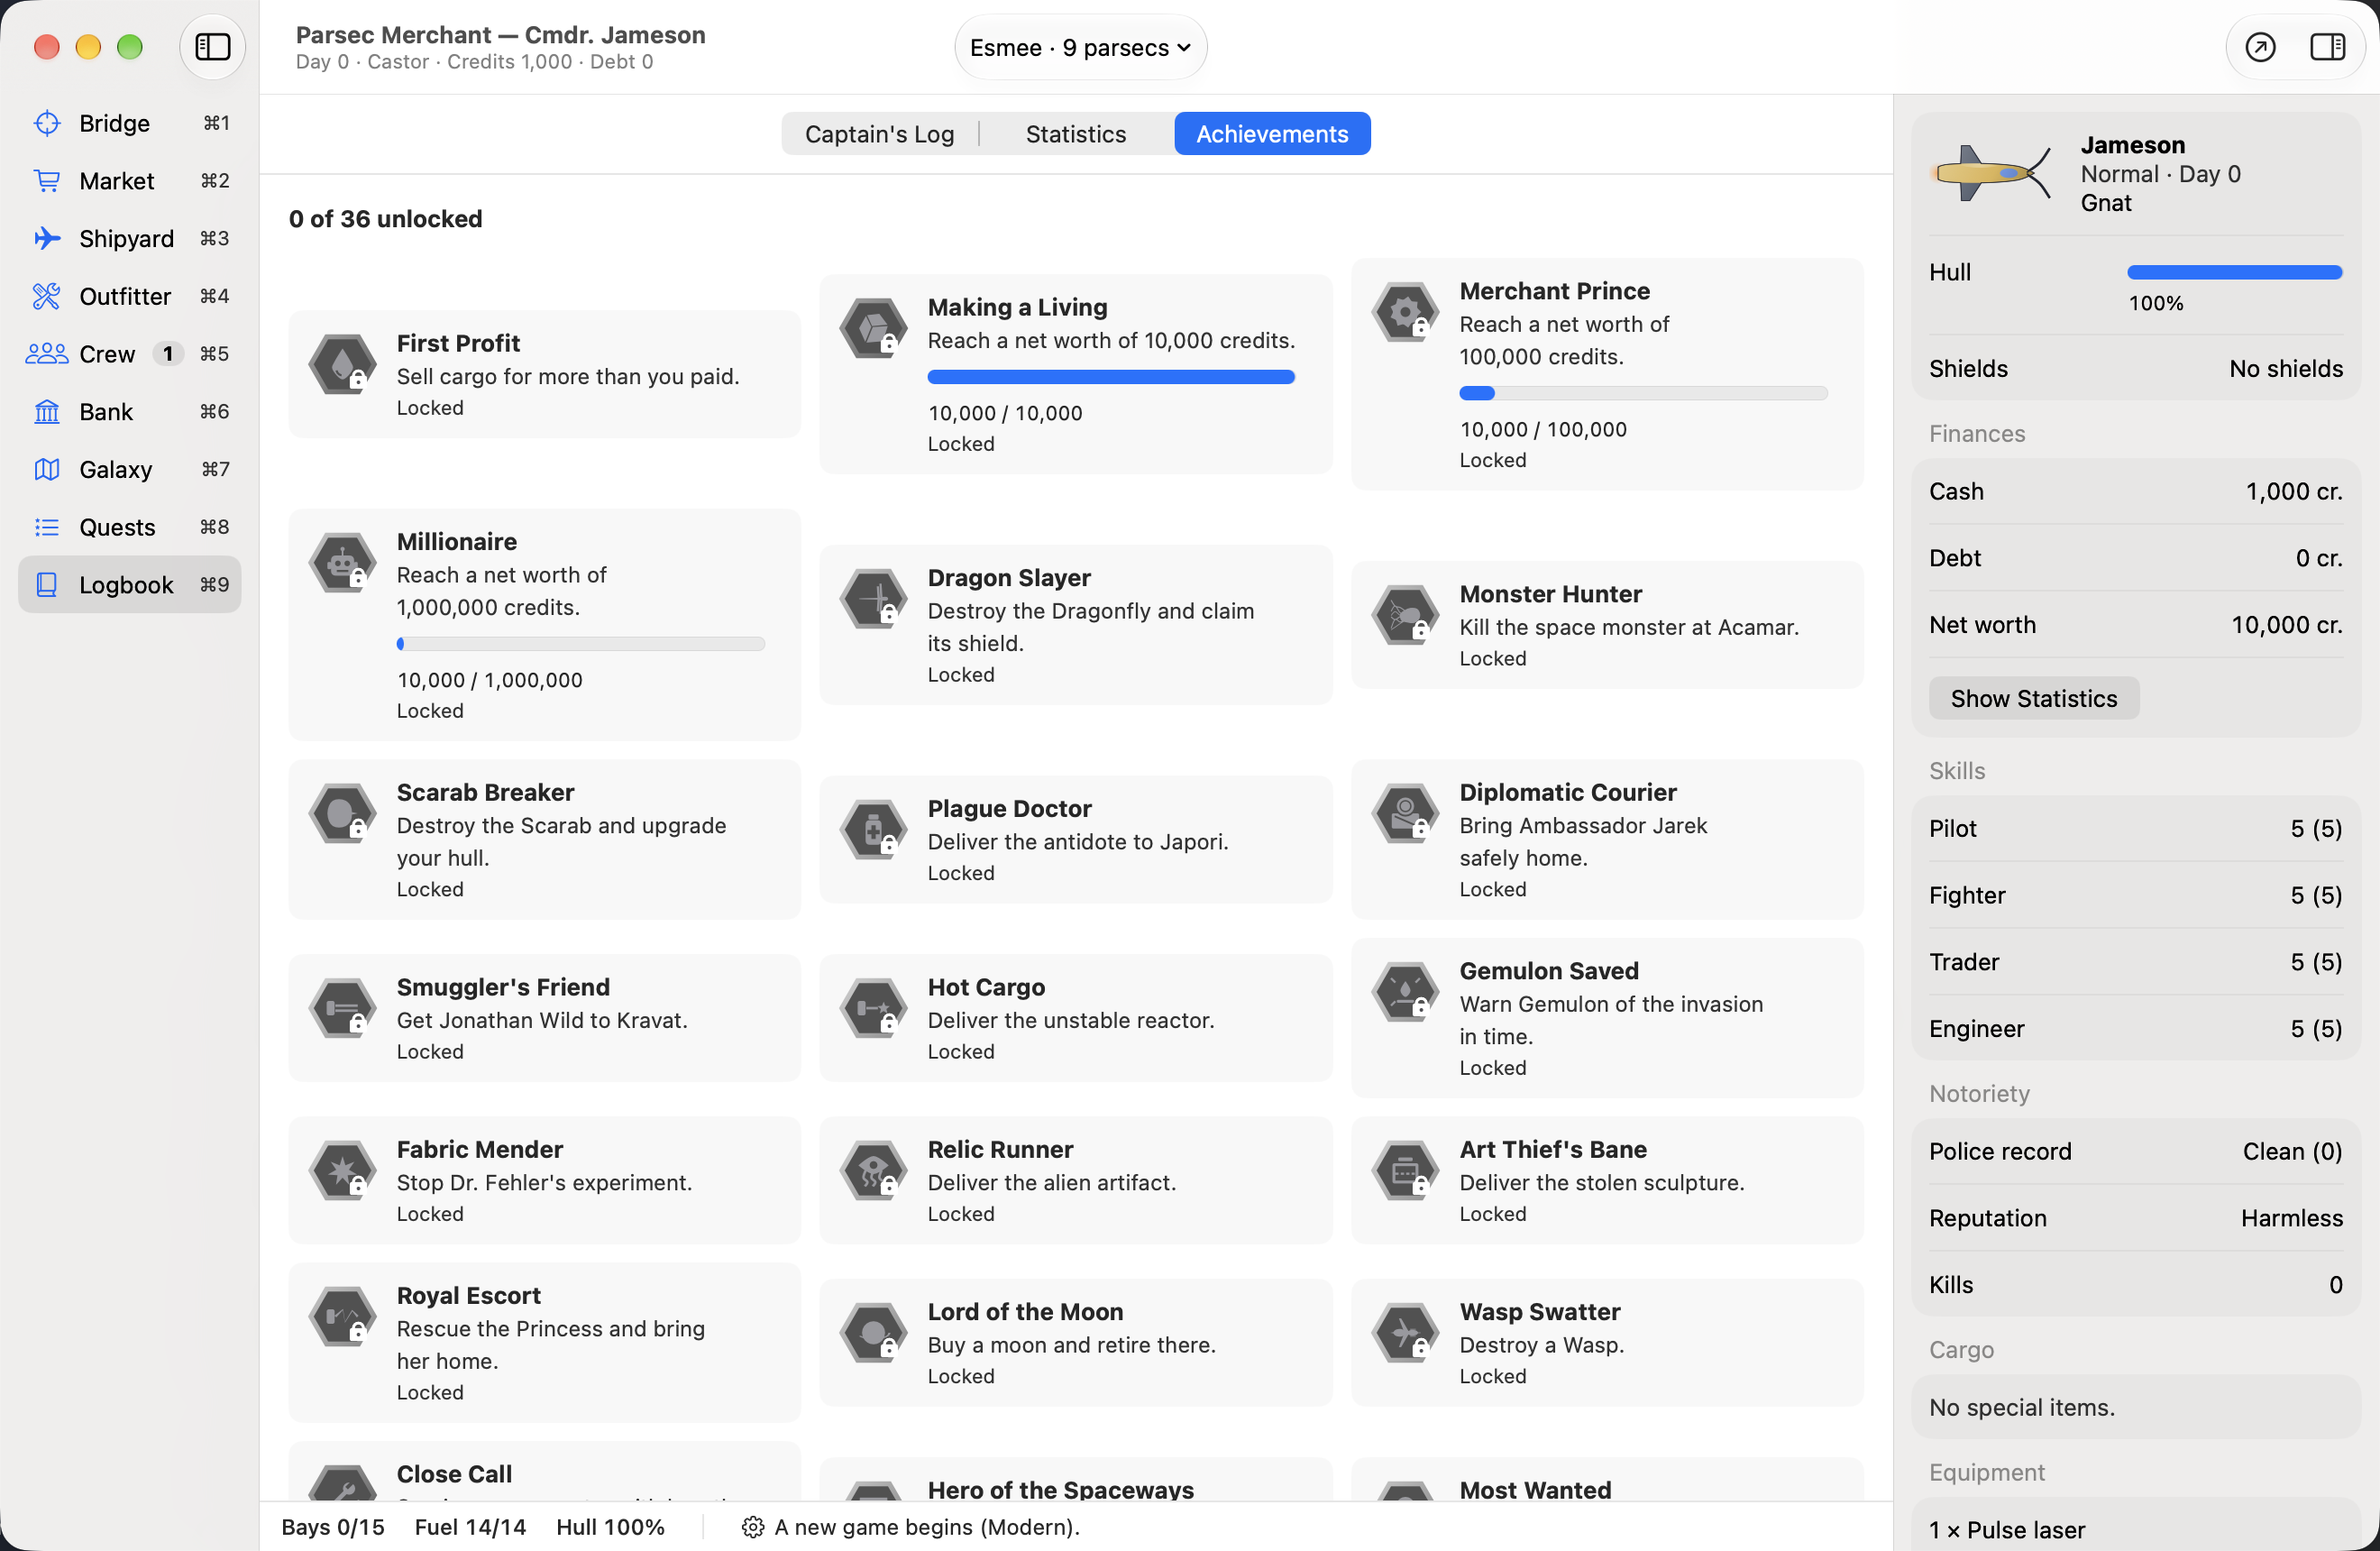 Parsec Merchant — Cmdr. Jameson
Day 0 · Castor · Credits 1,000 · Debt 0
Esmee · 9 parsecs
Bridge ⌘1
Market ⌘2
Shipyard ⌘3
Outfitter ⌘4
Crew 1 ⌘5
Bank ⌘6
Galaxy ⌘7
Quests ⌘8
Logbook ⌘9
Captain's Log
Statistics
Achievements
0 of 36 unlocked
First Profit
Sell cargo for more than you paid.
Locked
Making a Living
Reach a net worth of 10,000 credits.
10,000 / 10,000
Locked
Merchant Prince
Reach a net worth of
100,000 credits.
10,000 / 100,000
Locked
Millionaire
Reach a net worth of
1,000,000 credits.
10,000 / 1,000,000
Locked
Dragon Slayer
Destroy the Dragonfly and claim
its shield.
Locked
Monster Hunter
Kill the space monster at Acamar.
Locked
Scarab Breaker
Destroy the Scarab and upgrade
your hull.
Locked
Plague Doctor
Deliver the antidote to Japori.
Locked
Diplomatic Courier
Bring Ambassador Jarek
safely home.
Locked
Smuggler's Friend
Get Jonathan Wild to Kravat.
Locked
Hot Cargo
Deliver the unstable reactor.
Locked
Gemulon Saved
Warn Gemulon of the invasion
in time.
Locked
Fabric Mender
Stop Dr. Fehler's experiment.
Locked
Relic Runner
Deliver the alien artifact.
Locked
Art Thief's Bane
Deliver the stolen sculpture.
Locked
Royal Escort
Rescue the Princess and bring
her home.
Locked
Lord of the Moon
Buy a moon and retire there.
Locked
Wasp Swatter
Destroy a Wasp.
Locked
Close Call
Hero of the Spaceways
Most Wanted
Bays 0/15 Fuel 14/14 Hull 100% A new game begins (Modern).
Jameson
Normal · Day 0
Gnat
Hull
100%
Shields No shields
Finances
Cash 1,000 cr.
Debt 0 cr.
Net worth 10,000 cr.
Show Statistics
Skills
Pilot 5 (5)
Fighter 5 (5)
Trader 5 (5)
Engineer 5 (5)
Notoriety
Police record Clean (0)
Reputation Harmless
Kills 0
Cargo
No special items.
Equipment
1 × Pulse laser